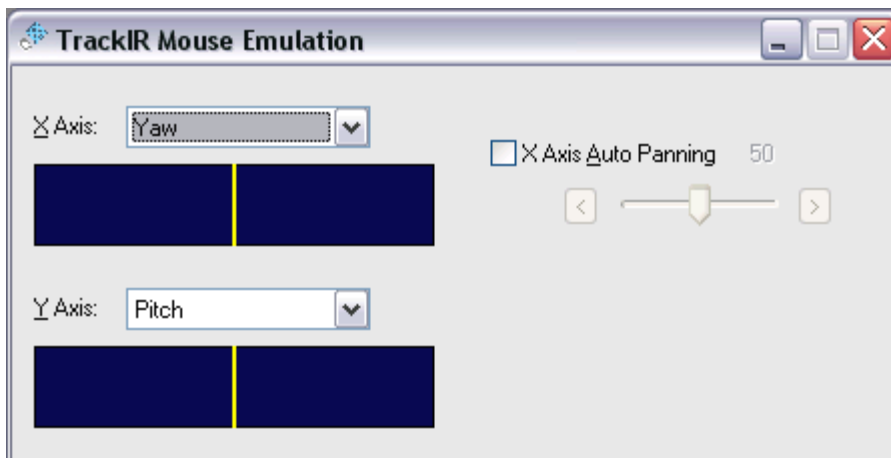 TrackIR Mouse Emulation
X Axis: Yaw
X Axis Auto Panning 50
Y Axis: Pitch